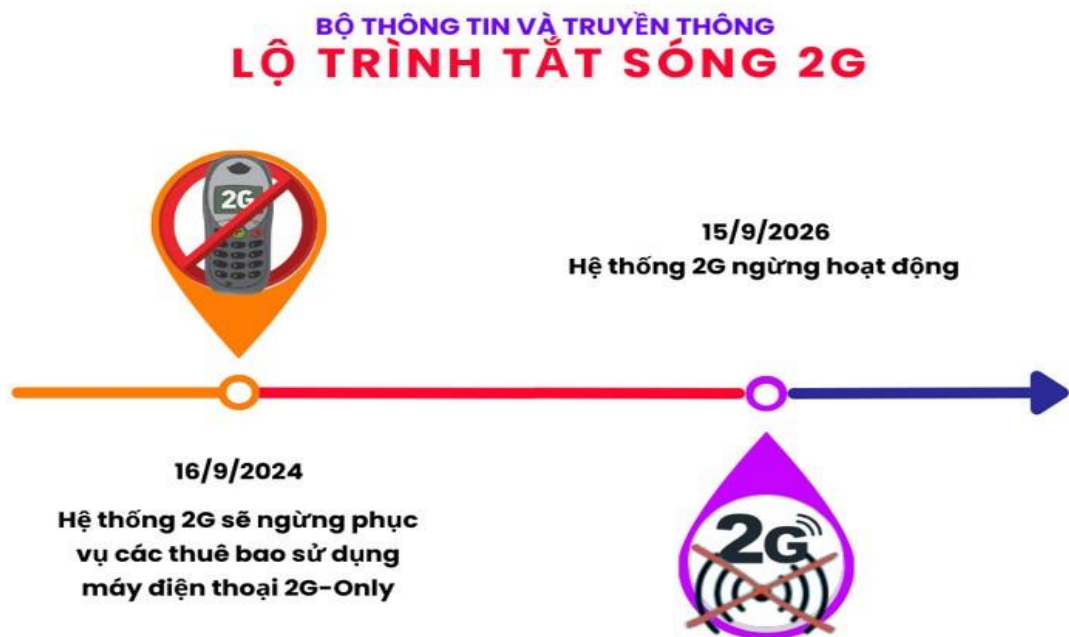 BỘ THÔNG TIN VÀ TRUYỀN THÔNG
LỘ TRÌNH TẮT SÓNG 2G
2G
15/9/2026
Hệ thống 2G ngừng hoạt động
16/9/2024
Hệ thống 2G sẽ ngừng phục
vụ các thuê bao sử dụng
máy điện thoại 2G-Only
2G